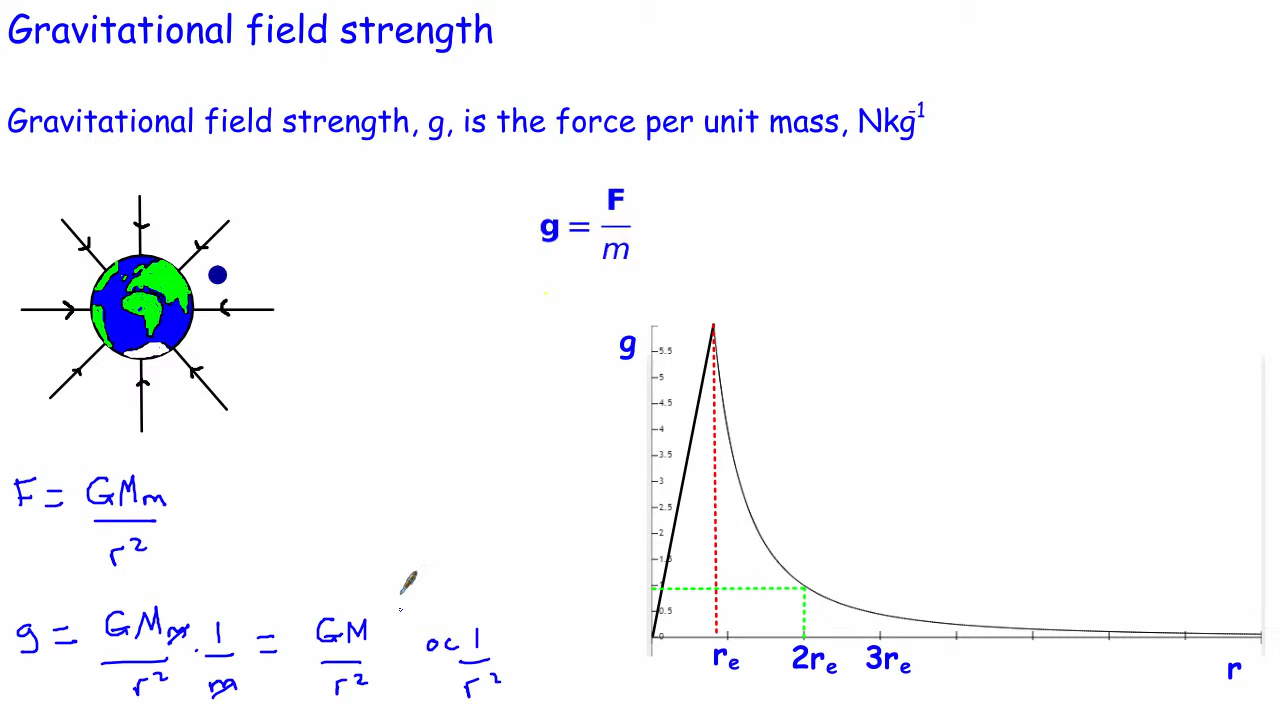 Gravitational field strength
Gravitational field strength, g, is the force per unit mass, Nkg⁻¹
g = F/m
g
5.5
5
4.5
4
3.5
3
2.5
2
1.5
1
0.5
0
rₑ 2rₑ 3rₑ r
F = GMm/r²
g = GMm/r² · 1/m = GM/r² ∝ 1/r²